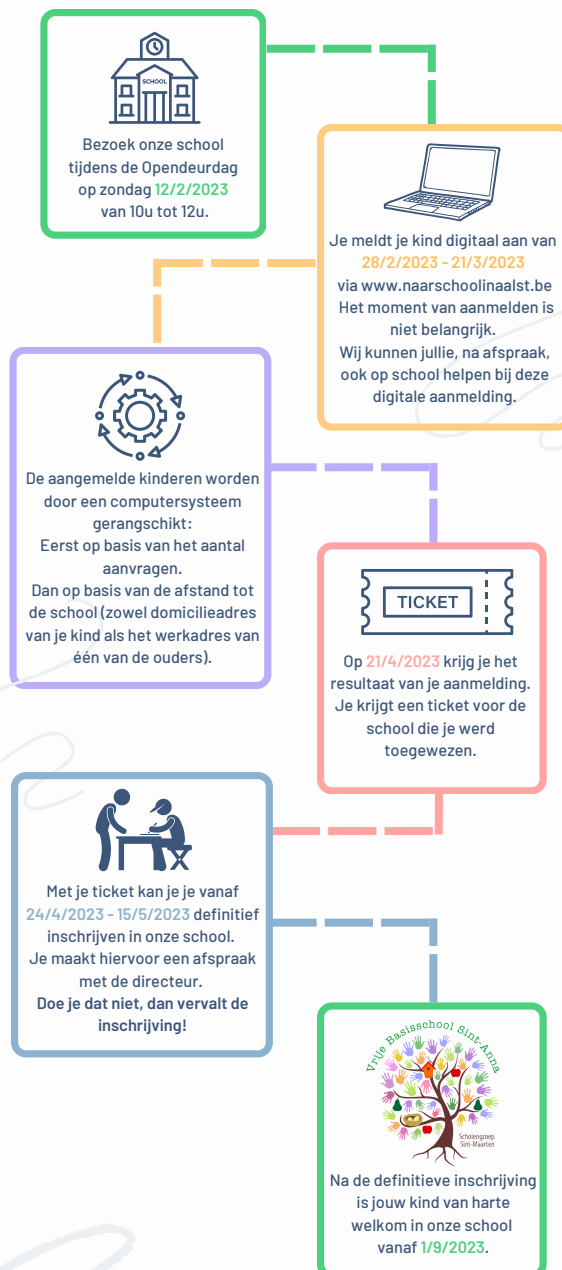 SCHOOL
Bezoek onze school
tijdens de Opendeurdag
op zondag 12/2/2023
van 10u tot 12u.
Je meldt je kind digitaal aan van
28/2/2023 - 21/3/2023
via www.naarschoolinaalst.be
Het moment van aanmelden is
niet belangrijk.
Wij kunnen jullie, na afspraak,
ook op school helpen bij deze
digitale aanmelding.
De aangemelde kinderen worden
door een computersysteem
gerangschikt:
Eerst op basis van het aantal
aanvragen.
Dan op basis van de afstand tot
de school (zowel domicilieadres
van je kind als het werkadres van
één van de ouders).
TICKET
Op 21/4/2023 krijg je het
resultaat van je aanmelding.
Je krijgt een ticket voor de
school die je werd
toegewezen.
Met je ticket kan je je vanaf
24/4/2023 - 15/5/2023 definitief
inschrijven in onze school.
Je maakt hiervoor een afspraak
met de directeur.
Doe je dat niet, dan vervalt de
inschrijving!
Vrije Basisschool Sint-Anna
Scholengroep
Sint-Maarten
Na de definitieve inschrijving
is jouw kind van harte
welkom in onze school
vanaf 1/9/2023.